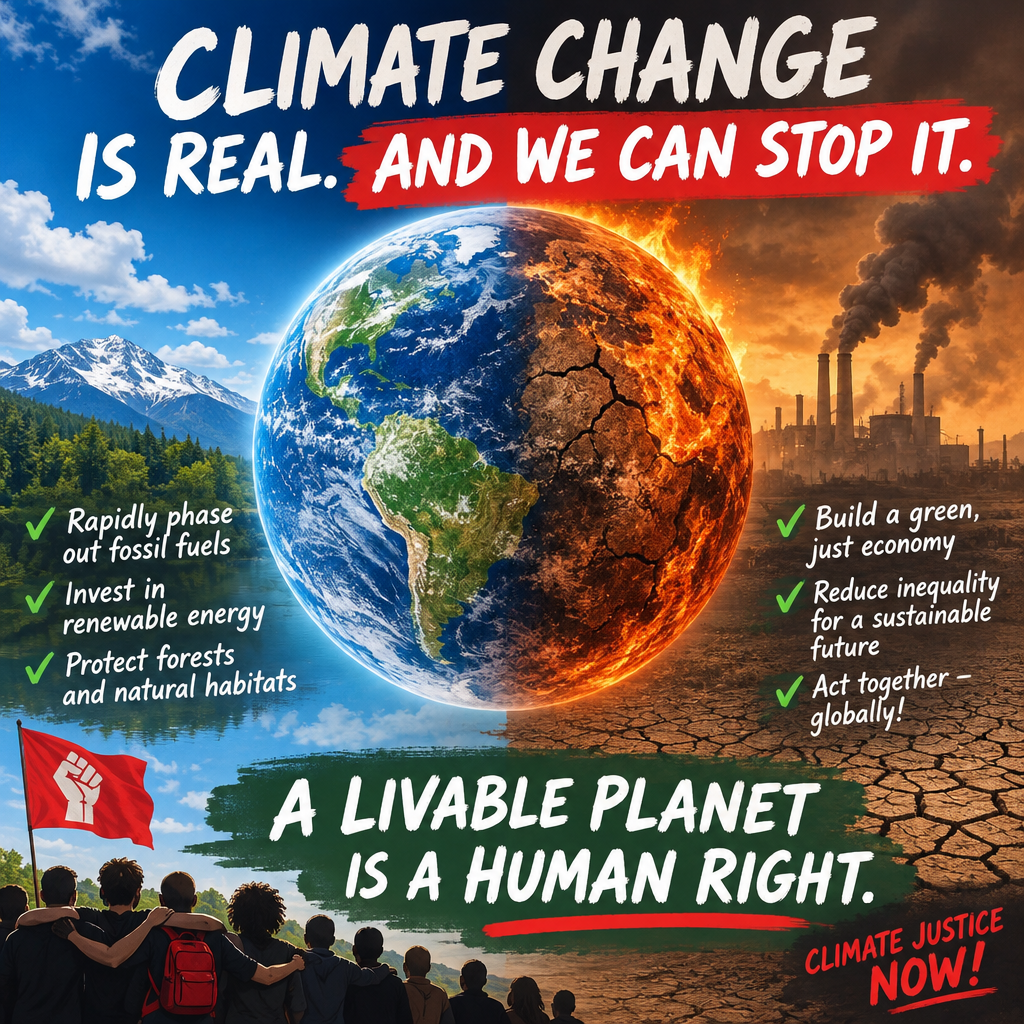 CLIMATE CHANGE
IS REAL. AND WE CAN STOP IT.
Rapidly phase
out fossil fuels
Invest in
renewable energy
Protect forests
and natural habitats
Build a green,
just economy
Reduce inequality
for a sustainable
future
Act together –
globally!
A LIVABLE PLANET
IS A HUMAN RIGHT.
CLIMATE JUSTICE
NOW!